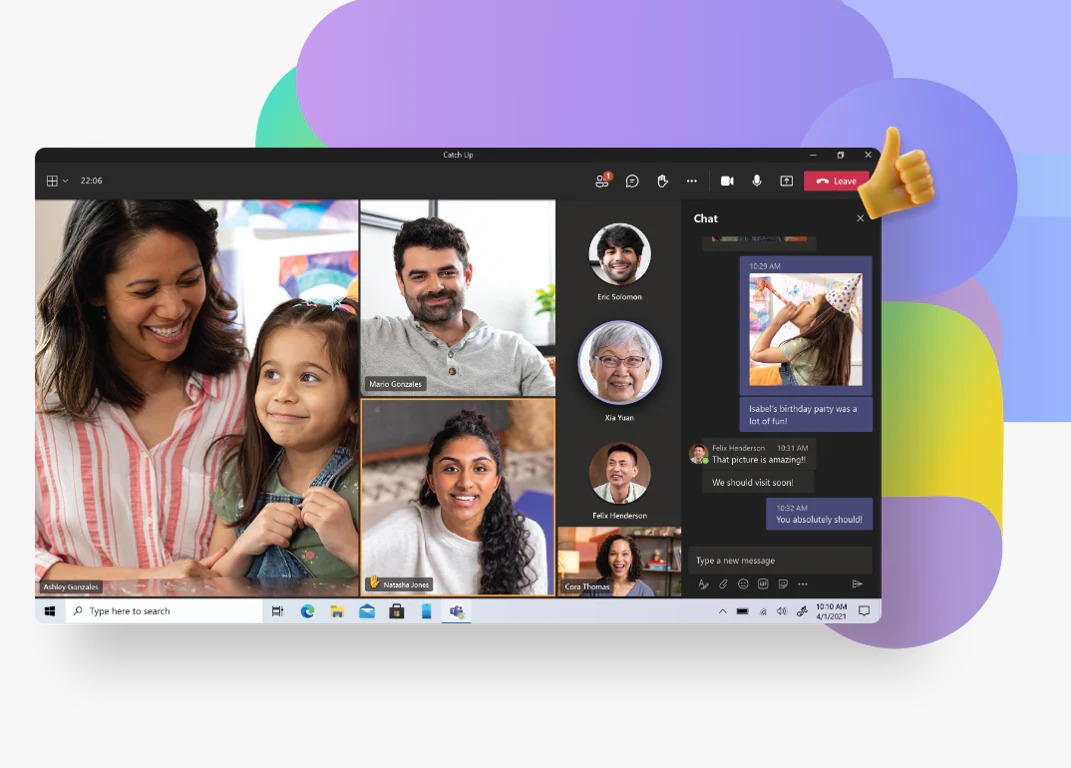 Catch Up
22:06
1
Leave
Chat
10:29 AM
Isabel's birthday party was a
lot of fun!
Felix Henderson 10:31 AM
That picture is amazing!!
We should visit soon!
10:32 AM
You absolutely should!
Type a new message
GIF
Eric Solomon
Xia Yuan
Felix Henderson
Cora Thomas
Mario Gonzales
Natasha Jones
Ashley Gonzales
Type here to search
10:10 AM
4/1/2021